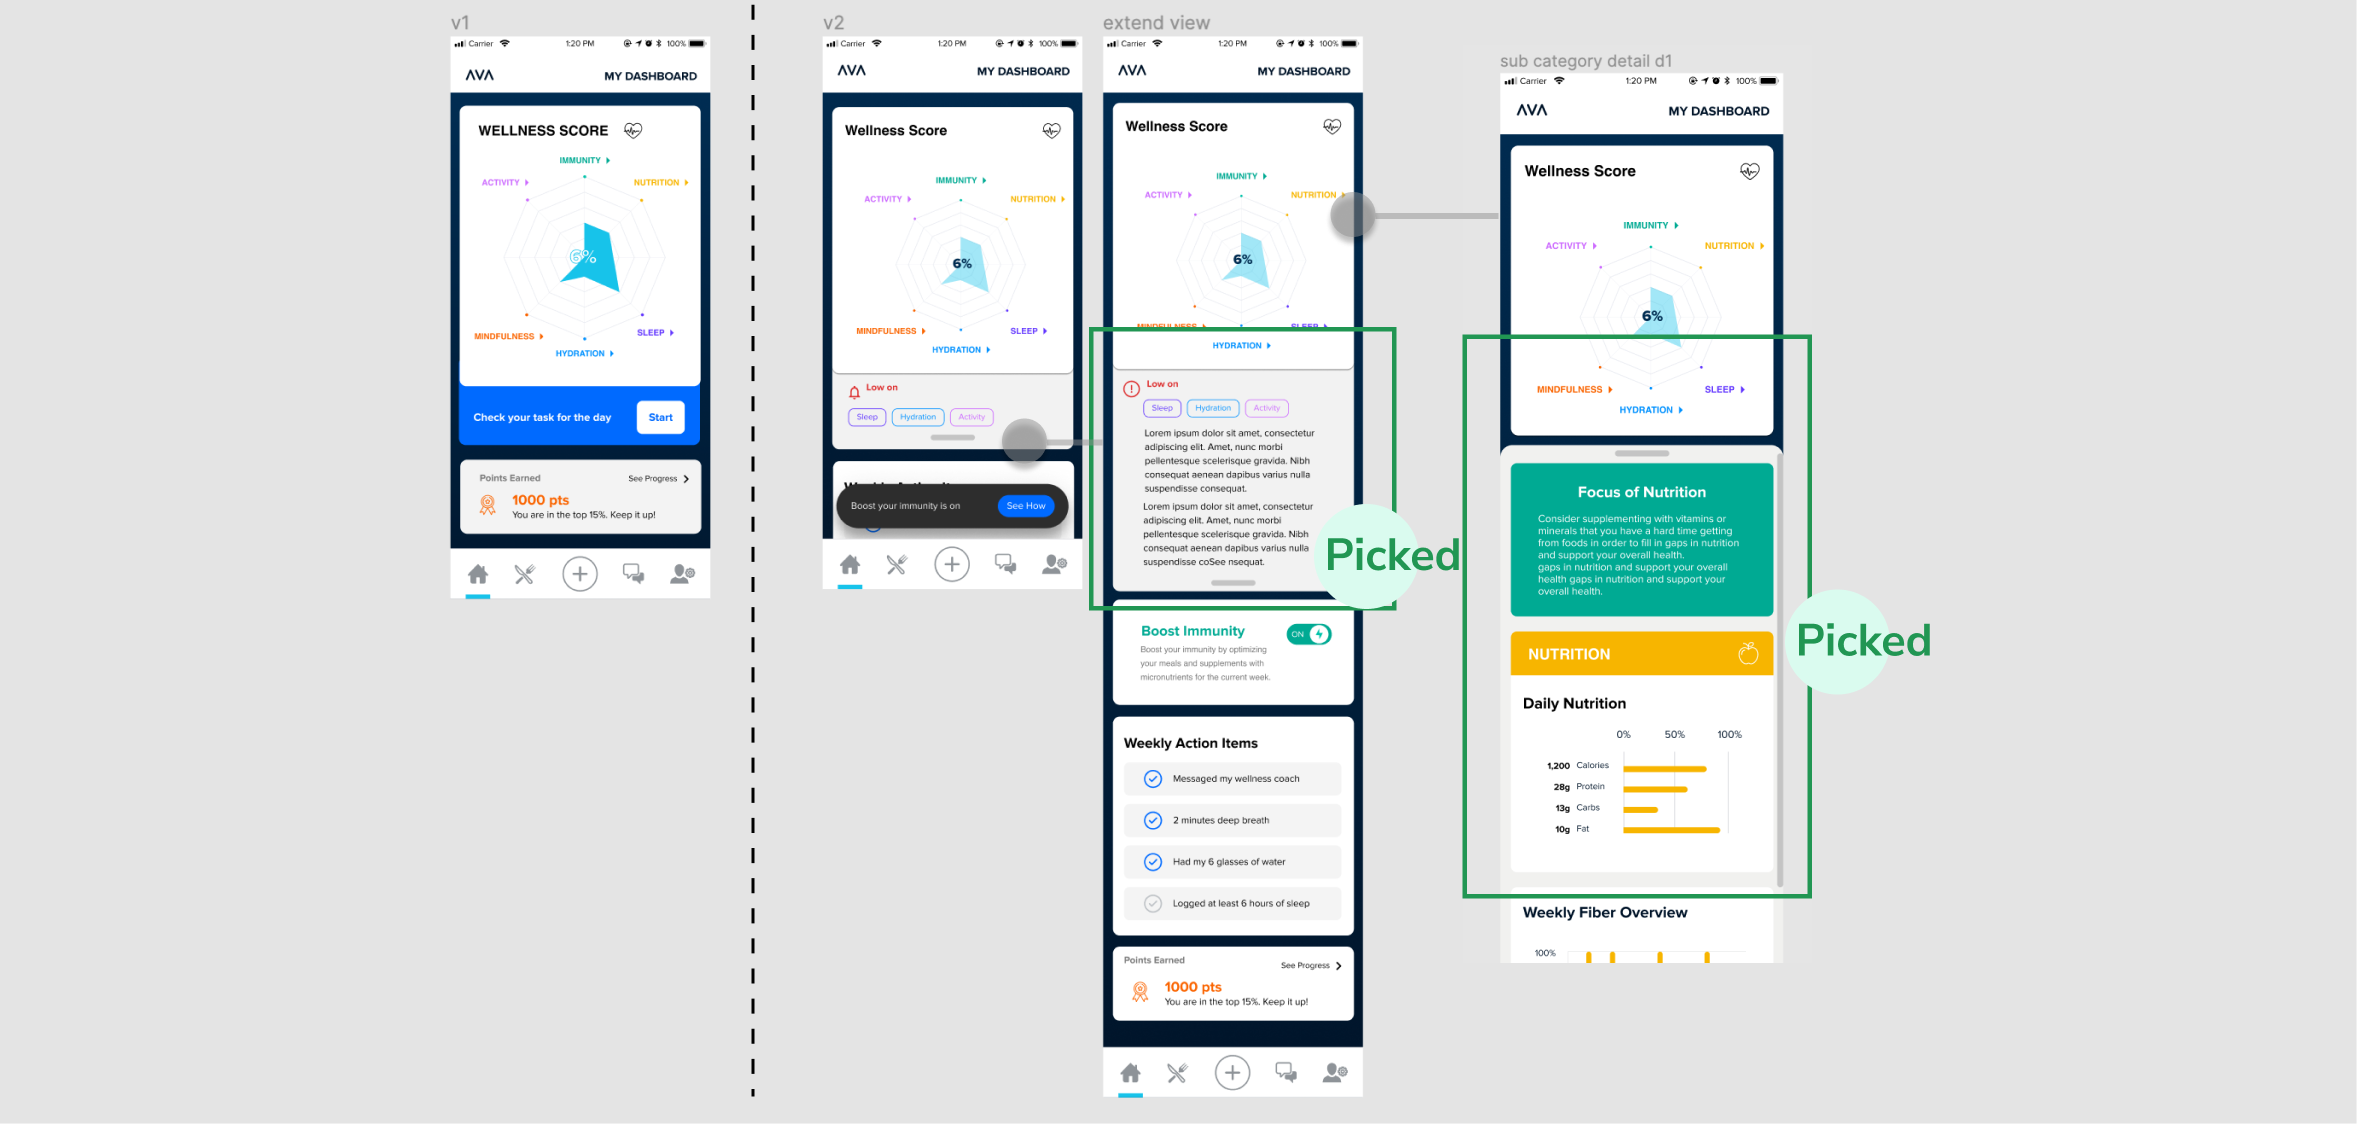 v1
Carrier 1:20 PM 100%
AVA MY DASHBOARD
WELLNESS SCORE
IMMUNITY
ACTIVITY
NUTRITION
6%
MINDFULNESS
SLEEP
HYDRATION
Check your task for the day Start
Points Earned See Progress
1000 pts
You are in the top 15%. Keep it up!
v2
Carrier 1:20 PM 100%
AVA MY DASHBOARD
Wellness Score
IMMUNITY
ACTIVITY
NUTRITION
6%
MINDFULNESS
SLEEP
HYDRATION
Low on
Sleep Hydration Activity
Boost your immunity is on See How
extend view
Carrier 1:20 PM 100%
AVA MY DASHBOARD
Wellness Score
IMMUNITY
ACTIVITY
NUTRITION
6%
MINDFULNESS
SLEEP
HYDRATION
Low on
Sleep Hydration Activity
Lorem ipsum dolor sit amet, consectetur
adipiscing elit. Amet, nunc morbi
pellentesque scelerisque gravida. Nibh
consequat aenean dapibus varius nulla
suspendisse consequat.
Lorem ipsum dolor sit amet, consectetur
adipiscing elit. Amet, nunc morbi
pellentesque scelerisque gravida. Nibh
consequat aenean dapibus varius nulla
suspendisse coSee nsequat.
Picked
Boost Immunity ON
Boost your immunity by optimizing
your meals and supplements with
micronutrients for the current week.
Weekly Action Items
Messaged my wellness coach
2 minutes deep breath
Had my 6 glasses of water
Logged at least 6 hours of sleep
Points Earned
See Progress
1000 pts
You are in the top 15%. Keep it up!
sub category detail d1
Carrier 1:20 PM 100%
AVA MY DASHBOARD
Wellness Score
IMMUNITY
ACTIVITY NUTRITION
6%
MINDFULNESS SLEEP
HYDRATION
Focus of Nutrition
Consider supplementing with vitamins or
minerals that you have a hard time getting
from foods in order to fill in gaps in nutrition
and support your overall health.
gaps in nutrition and support your overall
health gaps in nutrition and support your
overall health.
Picked
NUTRITION
Daily Nutrition
0% 50% 100%
1,200 Calories
28g Protein
13g Carbs
10g Fat
Weekly Fiber Overview
100%